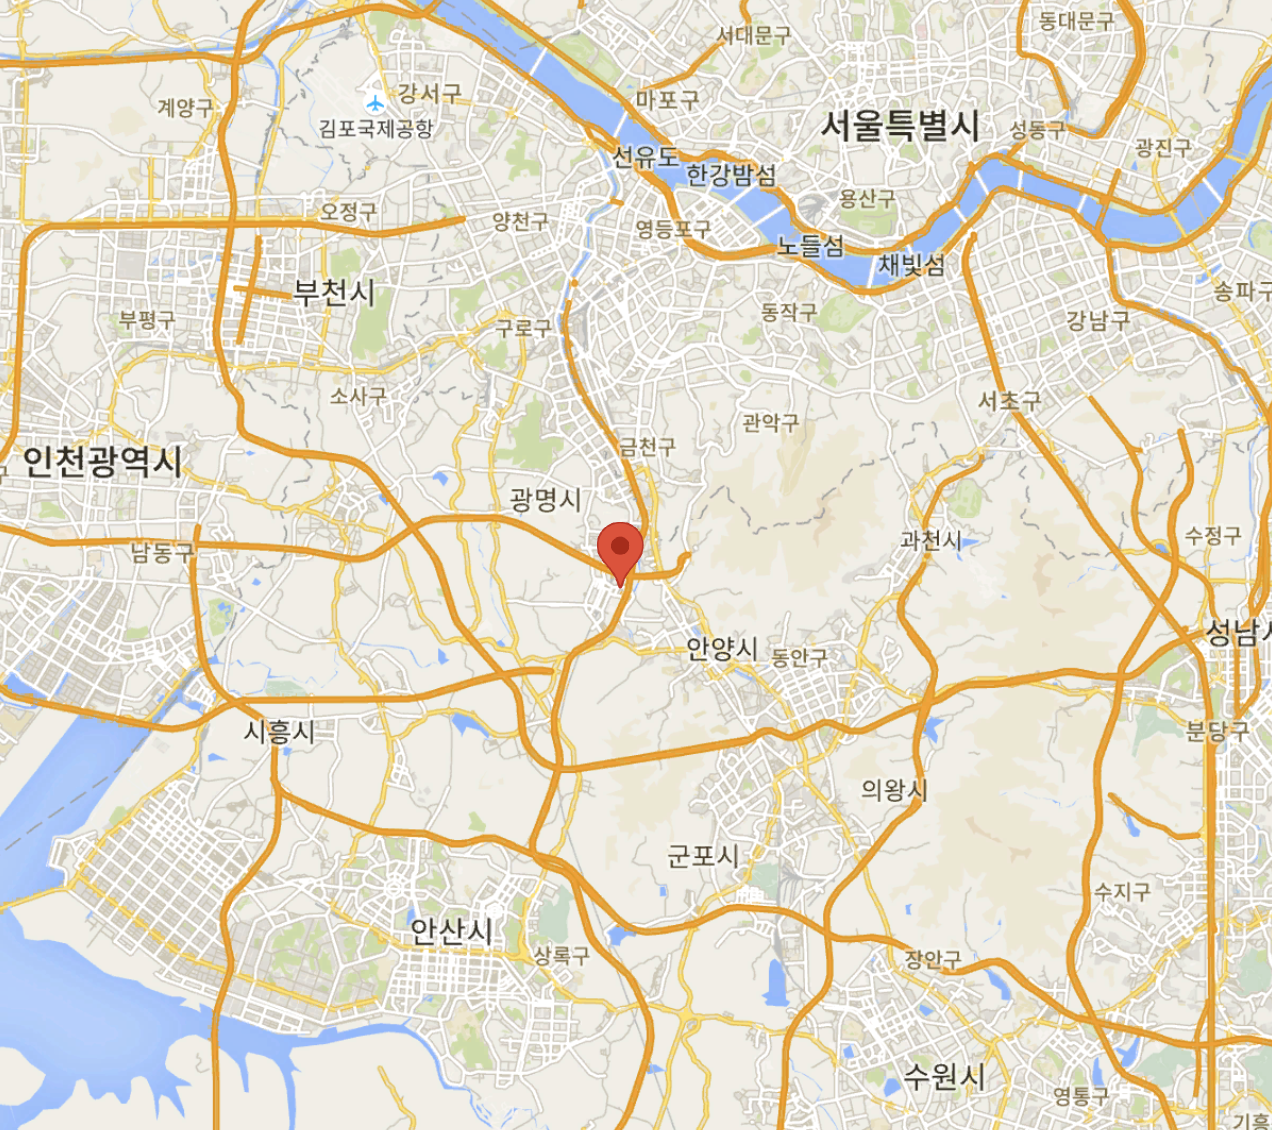 동대문구
서대문구
강서구
마포구
계양구
김포국제공항
서울특별시
성동구
광진구
선유도
한강밤섬
용산구
오정구
양천구
영등포구
노들섬
채빛섬
부천시
송파구
부평구
구로구
동작구
강남구
소사구
서초구
관악구
금천구
인천광역시
광명시
남동구
과천시
수정구
성남시
안양시
동안구
시흥시
분당구
의왕시
군포시
수지구
안산시
상록구
장안구
수원시
영통구
기흥